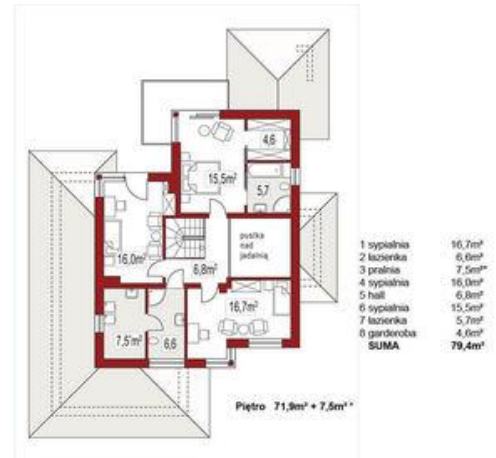 4,6
15,5m²
5,7
pustka
nad
jadalnią
16,0m²
6,8m²
16,7m²
7,5*m²
6,6
1 sypialnia 16,7m²
2 łazienka 6,6m²
3 pralnia 7,5m²*
4 sypialnia 16,0m²
5 hall 6,8m²
6 sypialnia 15,5m²
7 łazienka 5,7m²
8 garderoba 4,6m²
SUMA 79,4m²
Piętro 71,9m² + 7,5m²*